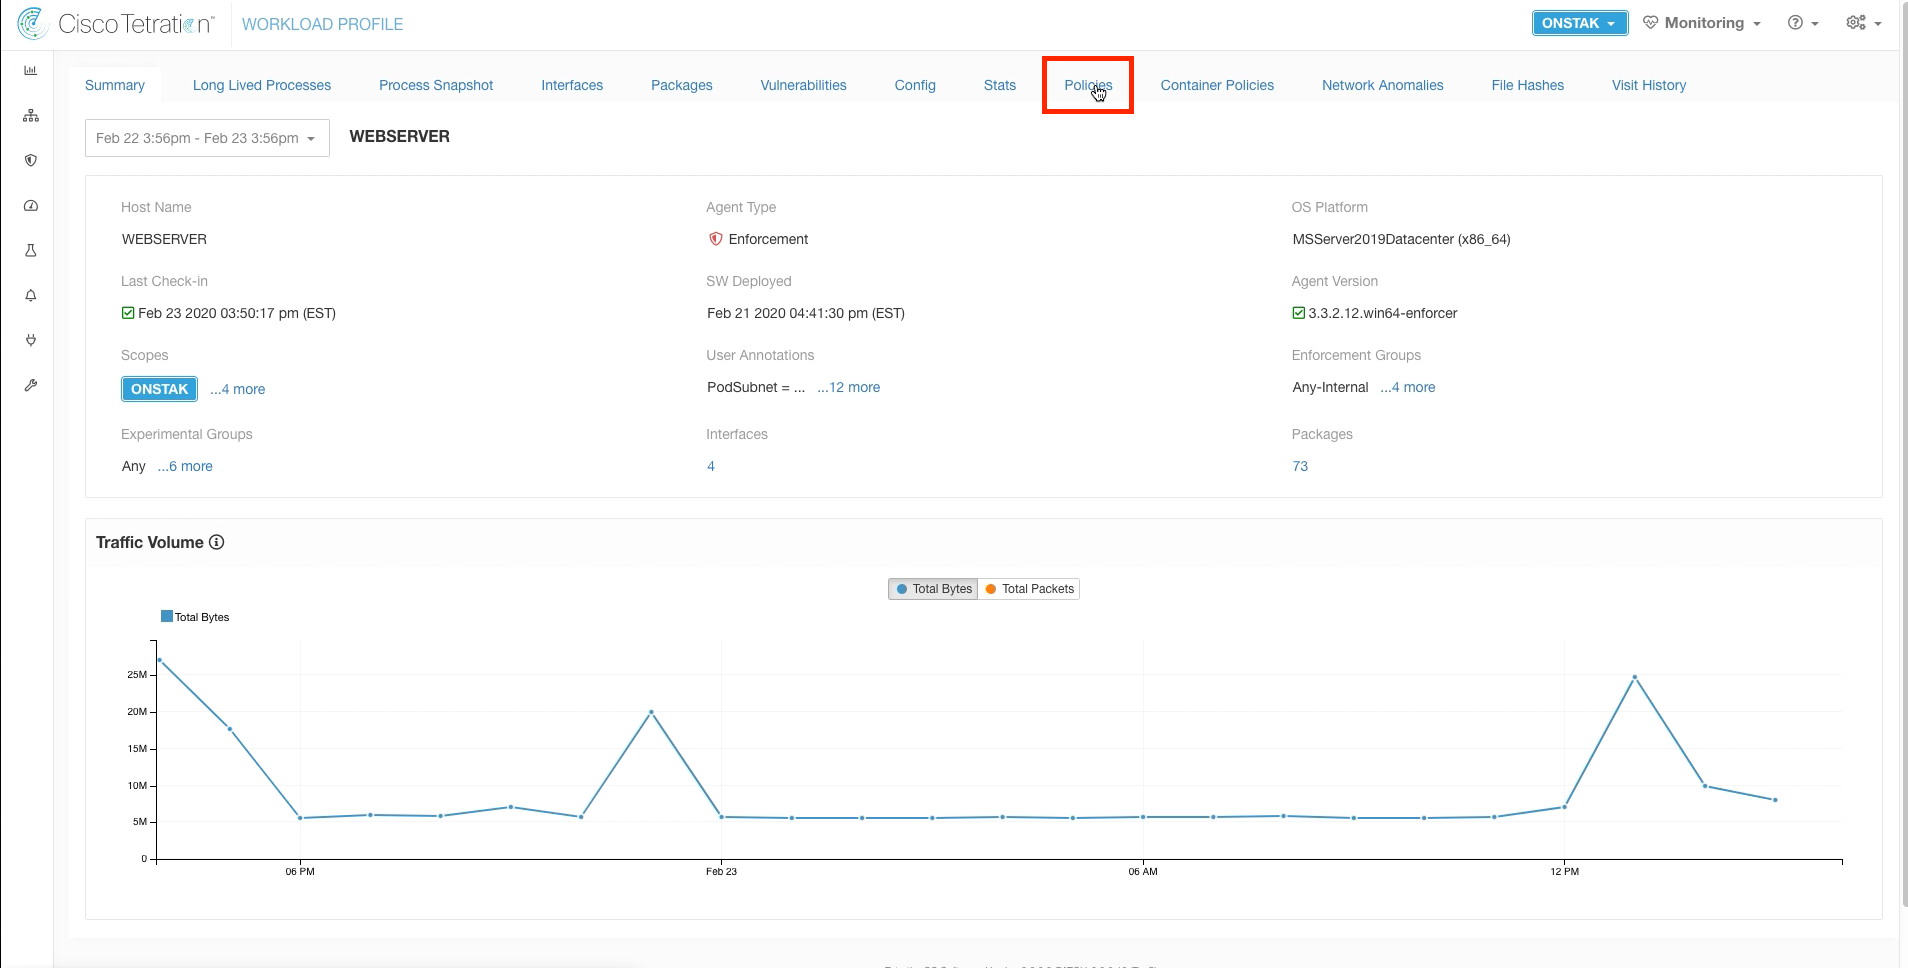 Cisco Tetration™ WORKLOAD PROFILE ONSTAK Monitoring
Summary Long Lived Processes Process Snapshot Interfaces Packages Vulnerabilities Config Stats Policies Container Policies Network Anomalies File Hashes Visit History
Feb 22 3:56pm - Feb 23 3:56pm WEBSERVER
Host Name Agent Type OS Platform
WEBSERVER Enforcement MSServer2019Datacenter (x86_64)
Last Check-in SW Deployed Agent Version
Feb 23 2020 03:50:17 pm (EST) Feb 21 2020 04:41:30 pm (EST) 3.3.2.12.win64-enforcer
Scopes User Annotations Enforcement Groups
ONSTAK ...4 more PodSubnet = ... ...12 more Any-Internal ...4 more
Experimental Groups Interfaces Packages
Any ...6 more 4 73
Traffic Volume
Total Bytes Total Packets
Total Bytes
25M
20M
15M
10M
5M
0
06 PM Feb 23 06 AM 12 PM